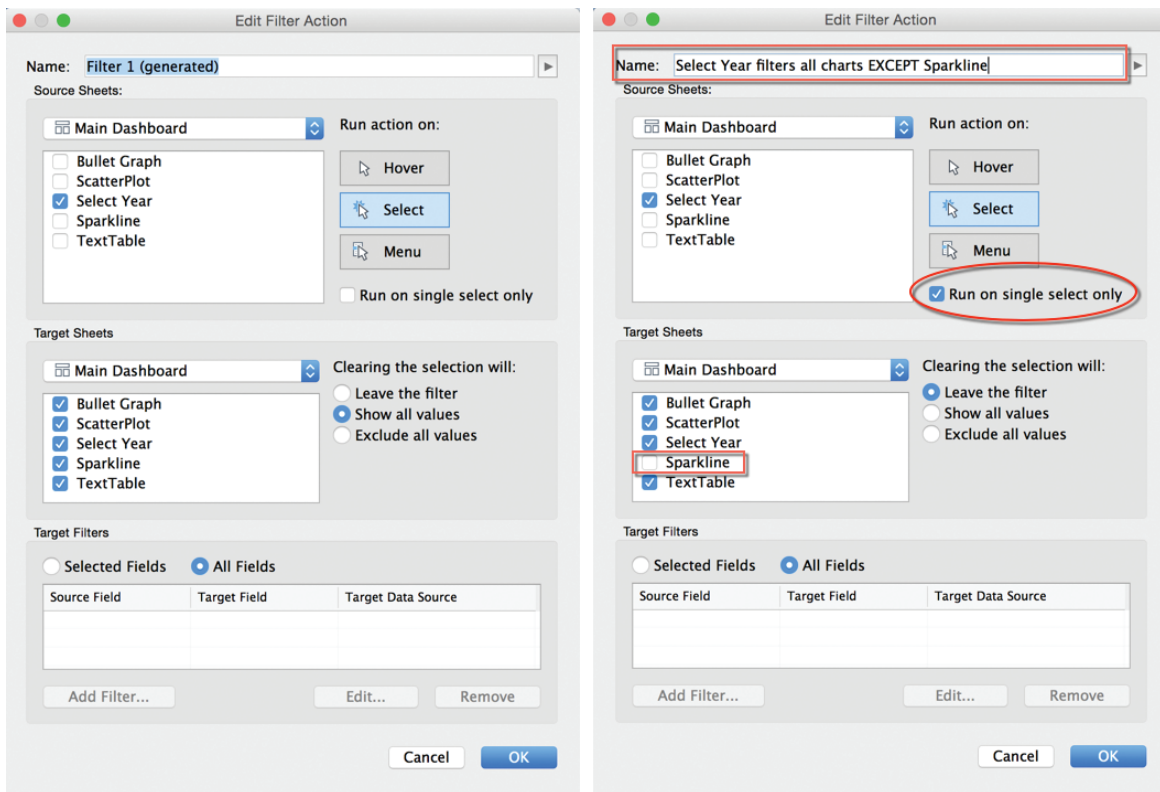 Edit Filter Action
Name: Filter 1 (generated)
Source Sheets:
Main Dashboard
Run action on:
Bullet Graph
ScatterPlot
Select Year
Sparkline
TextTable
Hover
Select
Menu
Run on single select only
Target Sheets
Main Dashboard
Clearing the selection will:
Bullet Graph
ScatterPlot
Select Year
Sparkline
TextTable
Leave the filter
Show all values
Exclude all values
Target Filters
Selected Fields All Fields
Source Field Target Field Target Data Source
Add Filter... Edit... Remove
Cancel OK
Edit Filter Action
Name: Select Year filters all charts EXCEPT Sparkline
Source Sheets:
Main Dashboard
Run action on:
Bullet Graph
ScatterPlot
Select Year
Sparkline
TextTable
Hover
Select
Menu
Run on single select only
Target Sheets
Main Dashboard
Clearing the selection will:
Bullet Graph
ScatterPlot
Select Year
Sparkline
TextTable
Leave the filter
Show all values
Exclude all values
Target Filters
Selected Fields All Fields
Source Field Target Field Target Data Source
Add Filter... Edit... Remove
Cancel OK